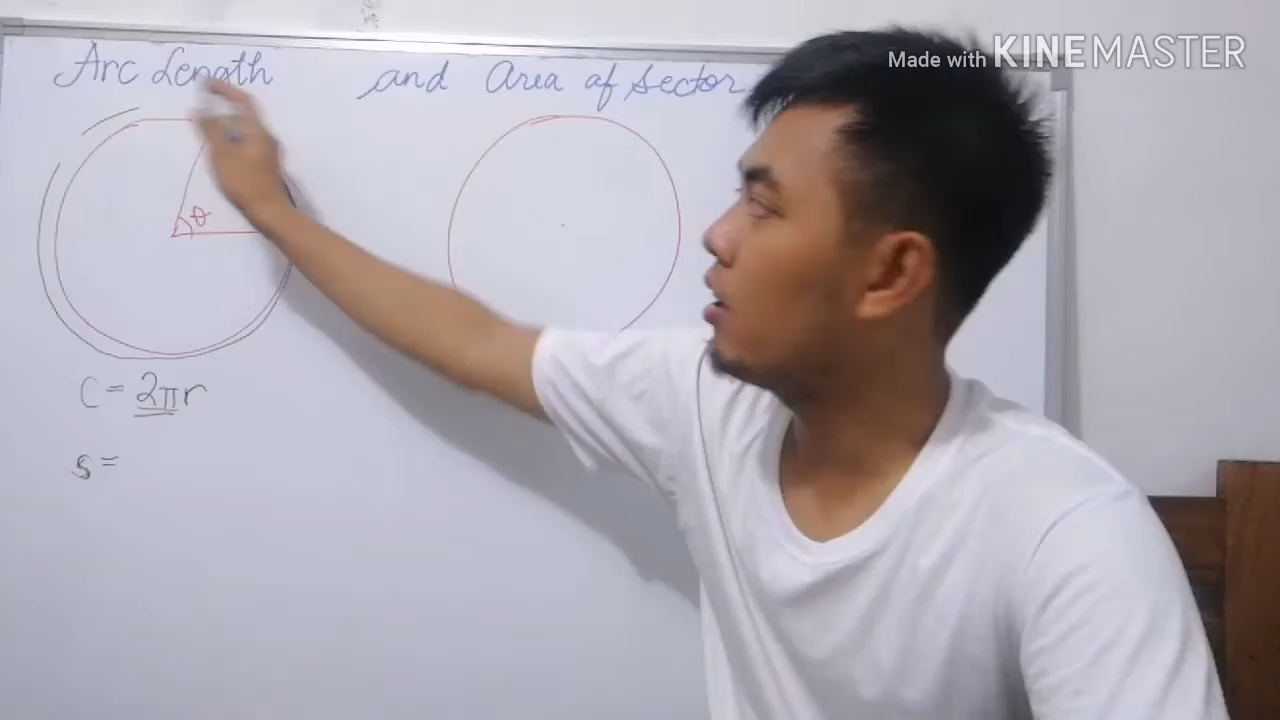 Made with KINEMASTER
Arc Length and Area of Sector
θ
C = 2πr
s =